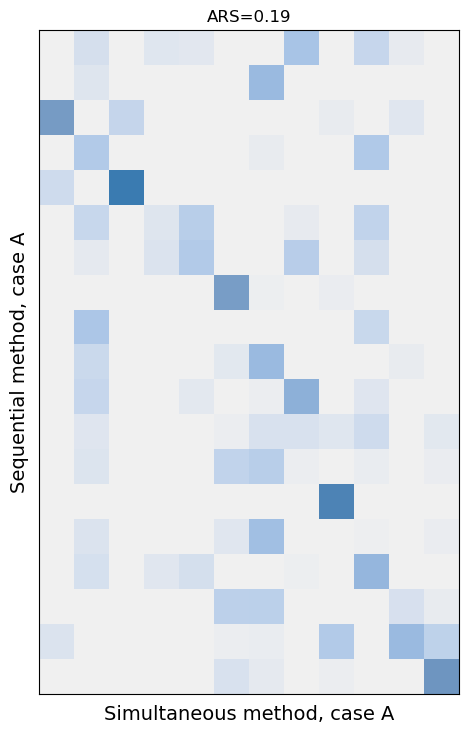 ARS=0.19
Sequential method, case A
Simultaneous method, case A